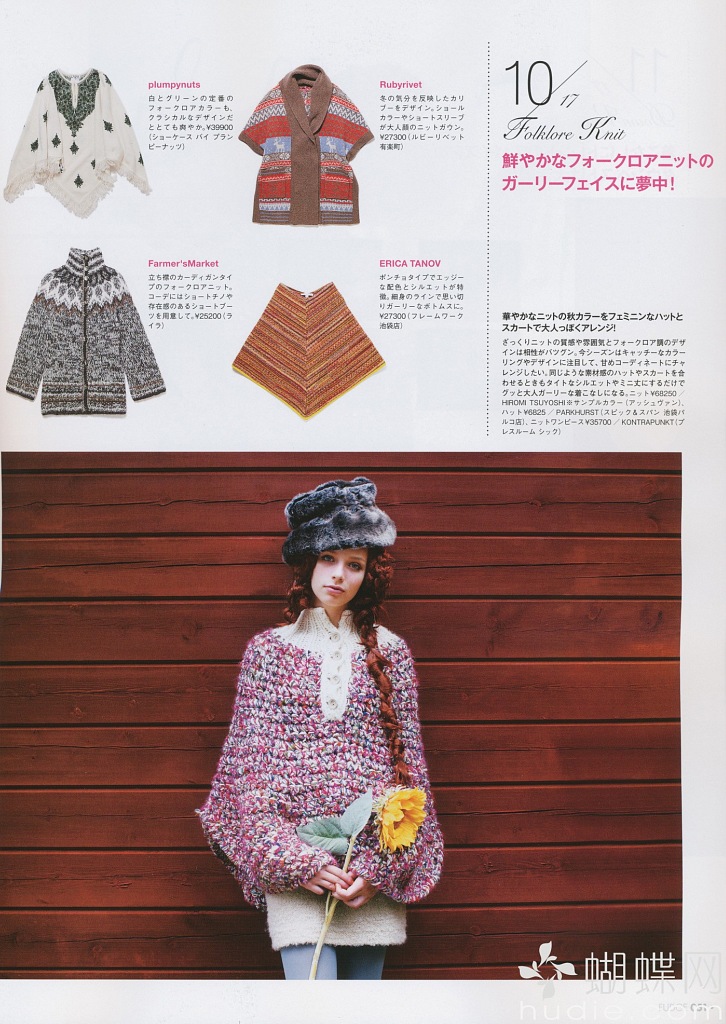 plumpynuts
白とグリーンの定番の
フォークロアカラーも、
クラシカルなデザインだ
ととても爽やか。¥39900
(ショーケース バイ プラン
ピーナッツ)
Rubyrivet
冬の気分を反映したカリ
ブーをデザイン。ショール
カラーやショートスリーブ
が大人顔のニットガウン。
¥27300(ルビーリベット
有楽町)
Farmer'sMarket
立ち襟のカーディガンタイ
プのフォークロアニット。
コーデにはショートチノや
存在感のあるショートブー
ツを用意して。¥25200(
イラ)
ERICA TANOV
ポンチョタイプでエッジー
な配色とシルエットが特
徴。細身のラインで思い切
りガーリーなボトムスに。
¥27300(フレームワーク
池袋店)
10/17
Folklore Knit
鮮やかなフォークロアニットの
ガーリーフェイスに夢中!
華やかなニットの秋カラーをフェミニンなハットと
スカートで大人っぽくアレンジ!
ざっくりニットの質感や雰囲気とフォークロア調のデザ
インは相性がバツグン。今シーズンはキャッチーなカラー
リングやデザインに注目して、甘めコーディネートにチャ
レンジしたい。同じような素材感のハットやスカートを合
わせるときもタイトなシルエットやミニ丈にするだけで
グッと大人ガーリーな着こなしになる。ニット¥68250/
HIROMI TSUYOSHI※サンプルカラー(アッシュヴァン)、
ハット¥6825/PARKHURST(スピック&スパン 池袋パ
ルコ店)、ニットワンピース¥35700/KONTRAPUNKT(プ
レスルーム シック)
蝴蝶网
hudie.com